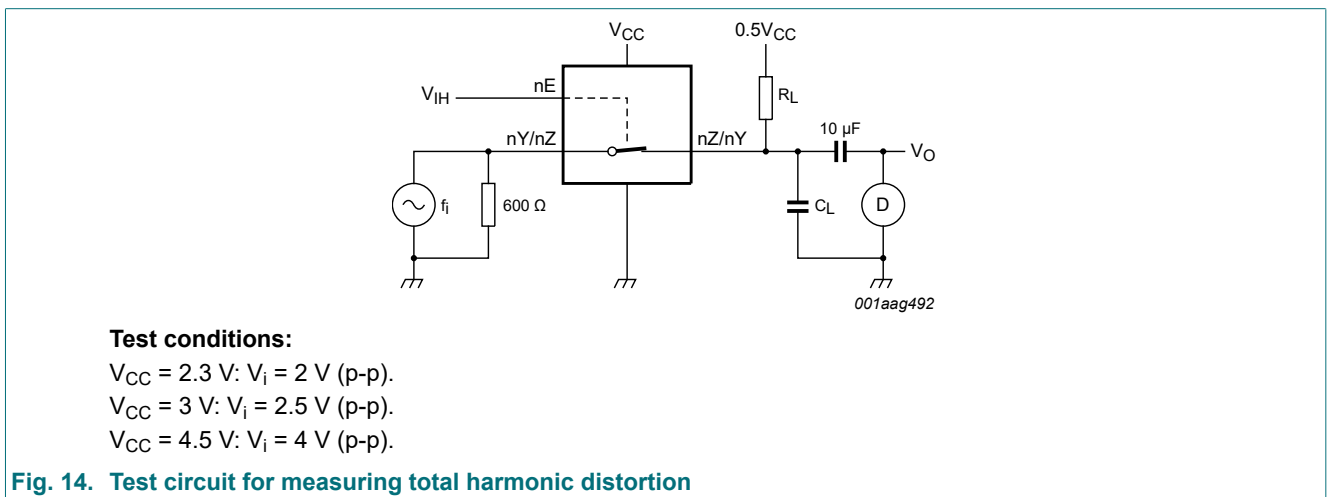 VCC
0.5VCC
nE
VIH
RL
nY/nZ
nZ/nY
10 µF
VO
fi
600 Ω
CL
D
001aag492
Test conditions:
VCC = 2.3 V: Vi = 2 V (p-p).
VCC = 3 V: Vi = 2.5 V (p-p).
VCC = 4.5 V: Vi = 4 V (p-p).
Fig. 14. Test circuit for measuring total harmonic distortion